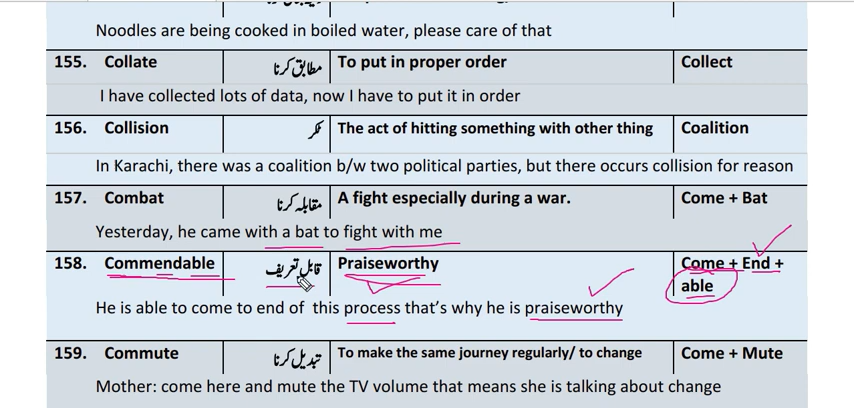 Noodles are being cooked in boiled water, please care of that
155. Collate مطابق کرنا To put in proper order Collect
I have collected lots of data, now I have to put it in order
156. Collision ٹکر The act of hitting something with other thing Coalition
In Karachi, there was a coalition b/w two political parties, but there occurs collision for reason
157. Combat مقابلہ کرنا A fight especially during a war. Come + Bat
Yesterday, he came with a bat to fight with me
158. Commendable قابل تعریف Praiseworthy Come + End +
able
He is able to come to end of this process that's why he is praiseworthy
159. Commute تبدیل کرنا To make the same journey regularly/ to change Come + Mute
Mother: come here and mute the TV volume that means she is talking about change